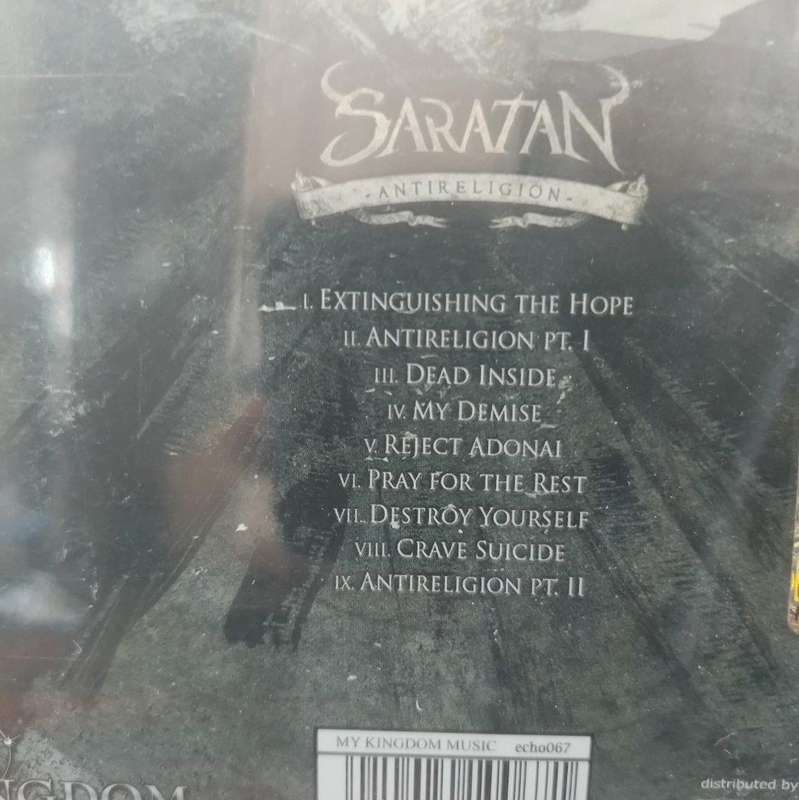 SARATAN
- ANTIRELIGION -
I. EXTINGUISHING THE HOPE
II. ANTIRELIGION PT. I
III. DEAD INSIDE
IV. MY DEMISE
V. REJECT ADONAI
VI. PRAY FOR THE REST
VII. DESTROY YOURSELF
VIII. CRAVE SUICIDE
IX. ANTIRELIGION PT. II
MY KINGDOM MUSIC echo067
distributed by